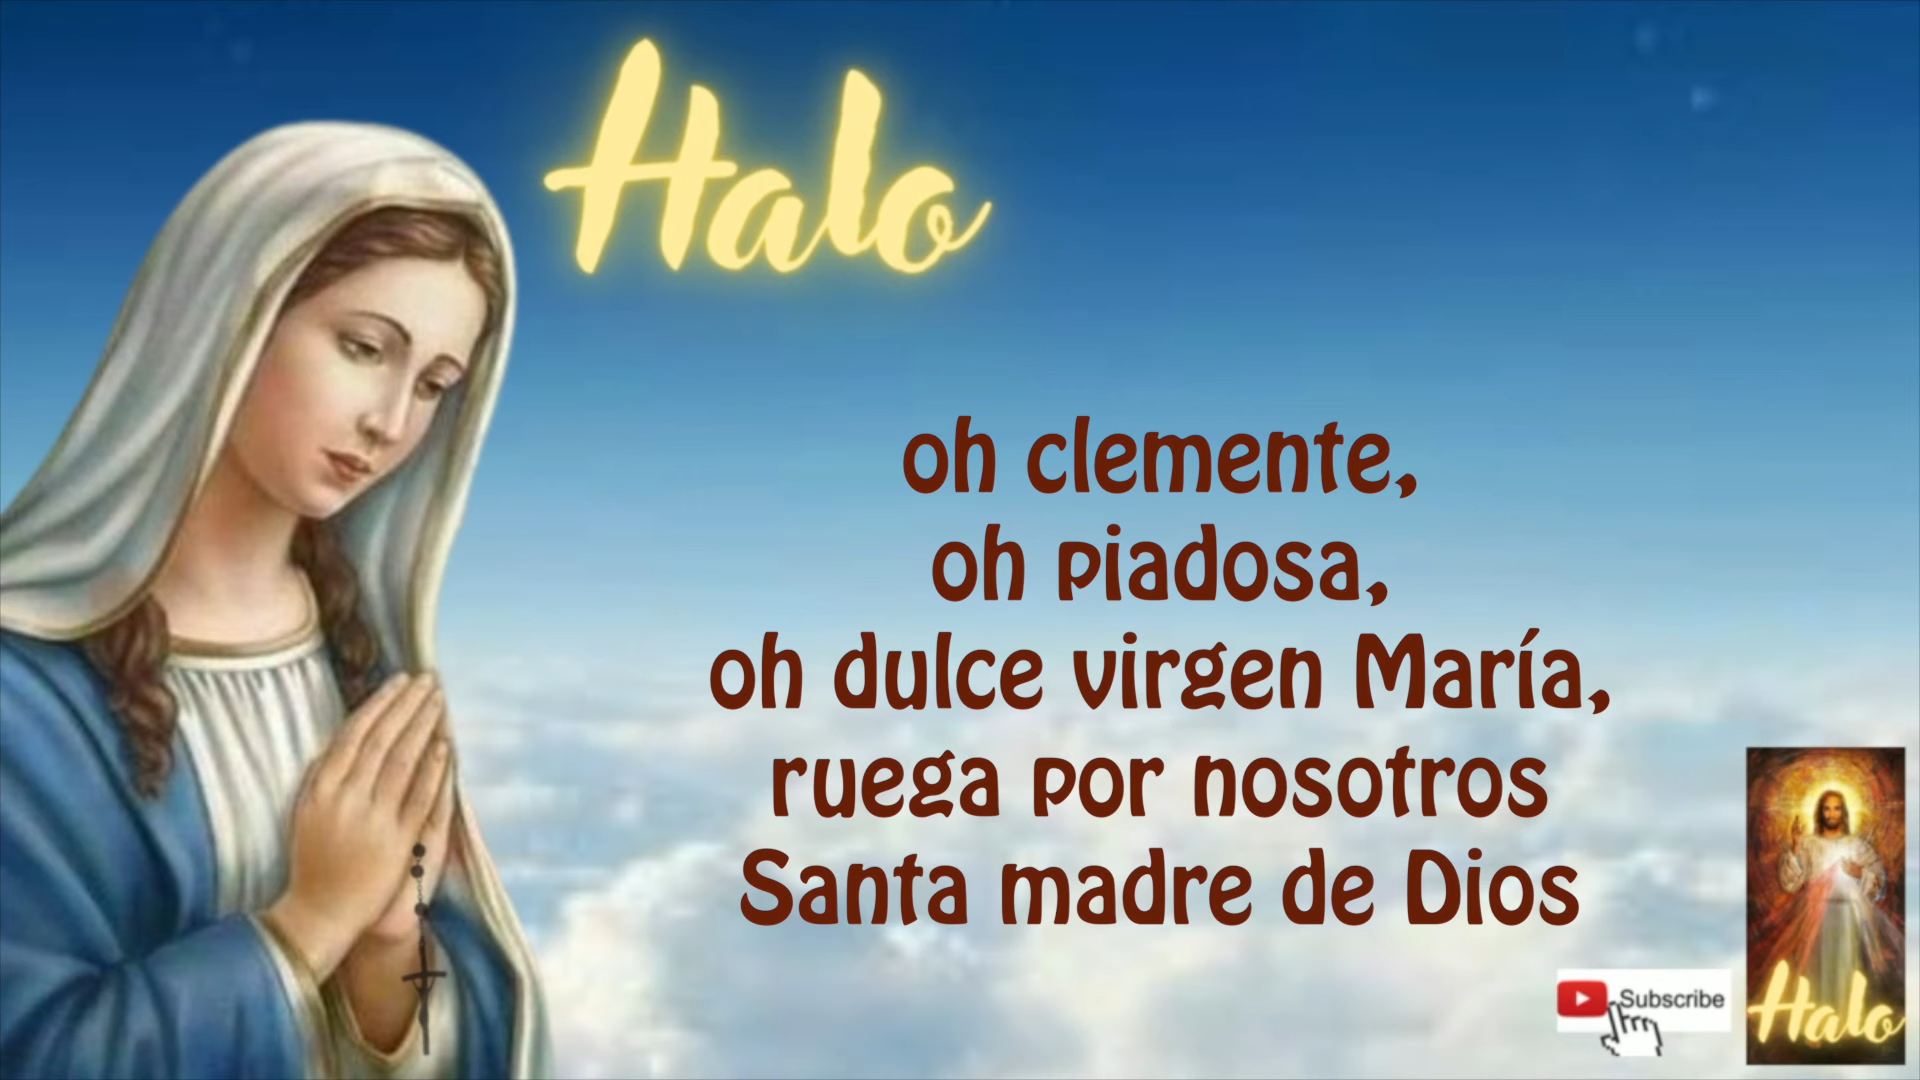 Halo
oh clemente,
oh piadosa,
oh dulce virgen María,
ruega por nosotros
Santa madre de Dios
Subscribe
Halo